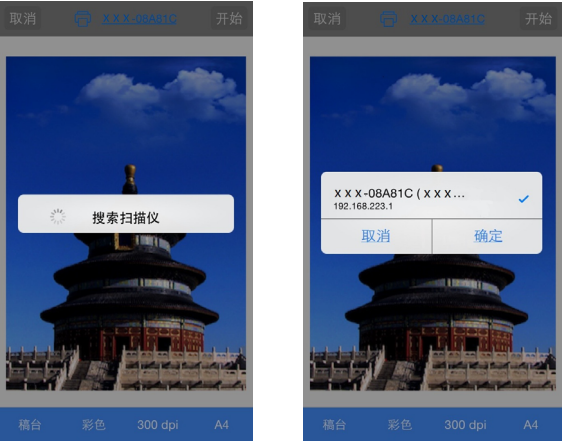 取消 X X X-08A81C 开始
搜索扫描仪
稿台 彩色 300 dpi A4
取消 X X X-08A81C 开始
X X X-08A81C ( X X X...
192.168.223.1
取消 确定
稿台 彩色 300 dpi A4